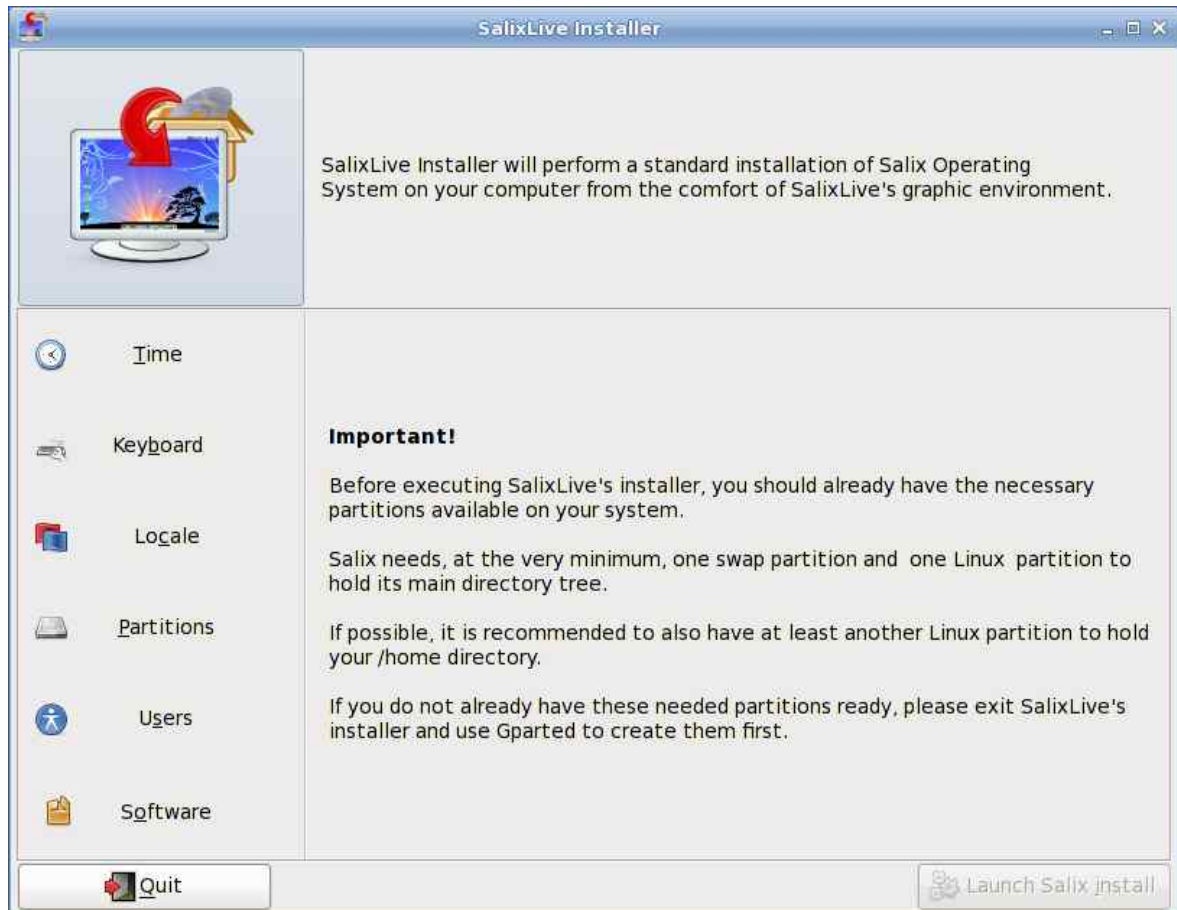 SalixLive Installer
SalixLive Installer will perform a standard installation of Salix Operating
System on your computer from the comfort of SalixLive's graphic environment.
Time
Keyboard
Locale
Partitions
Users
Software
Important!
Before executing SalixLive's installer, you should already have the necessary
partitions available on your system.
Salix needs, at the very minimum, one swap partition and one Linux partition to
hold its main directory tree.
If possible, it is recommended to also have at least another Linux partition to hold
your /home directory.
If you do not already have these needed partitions ready, please exit SalixLive's
installer and use Gparted to create them first.
Quit
Launch Salix install